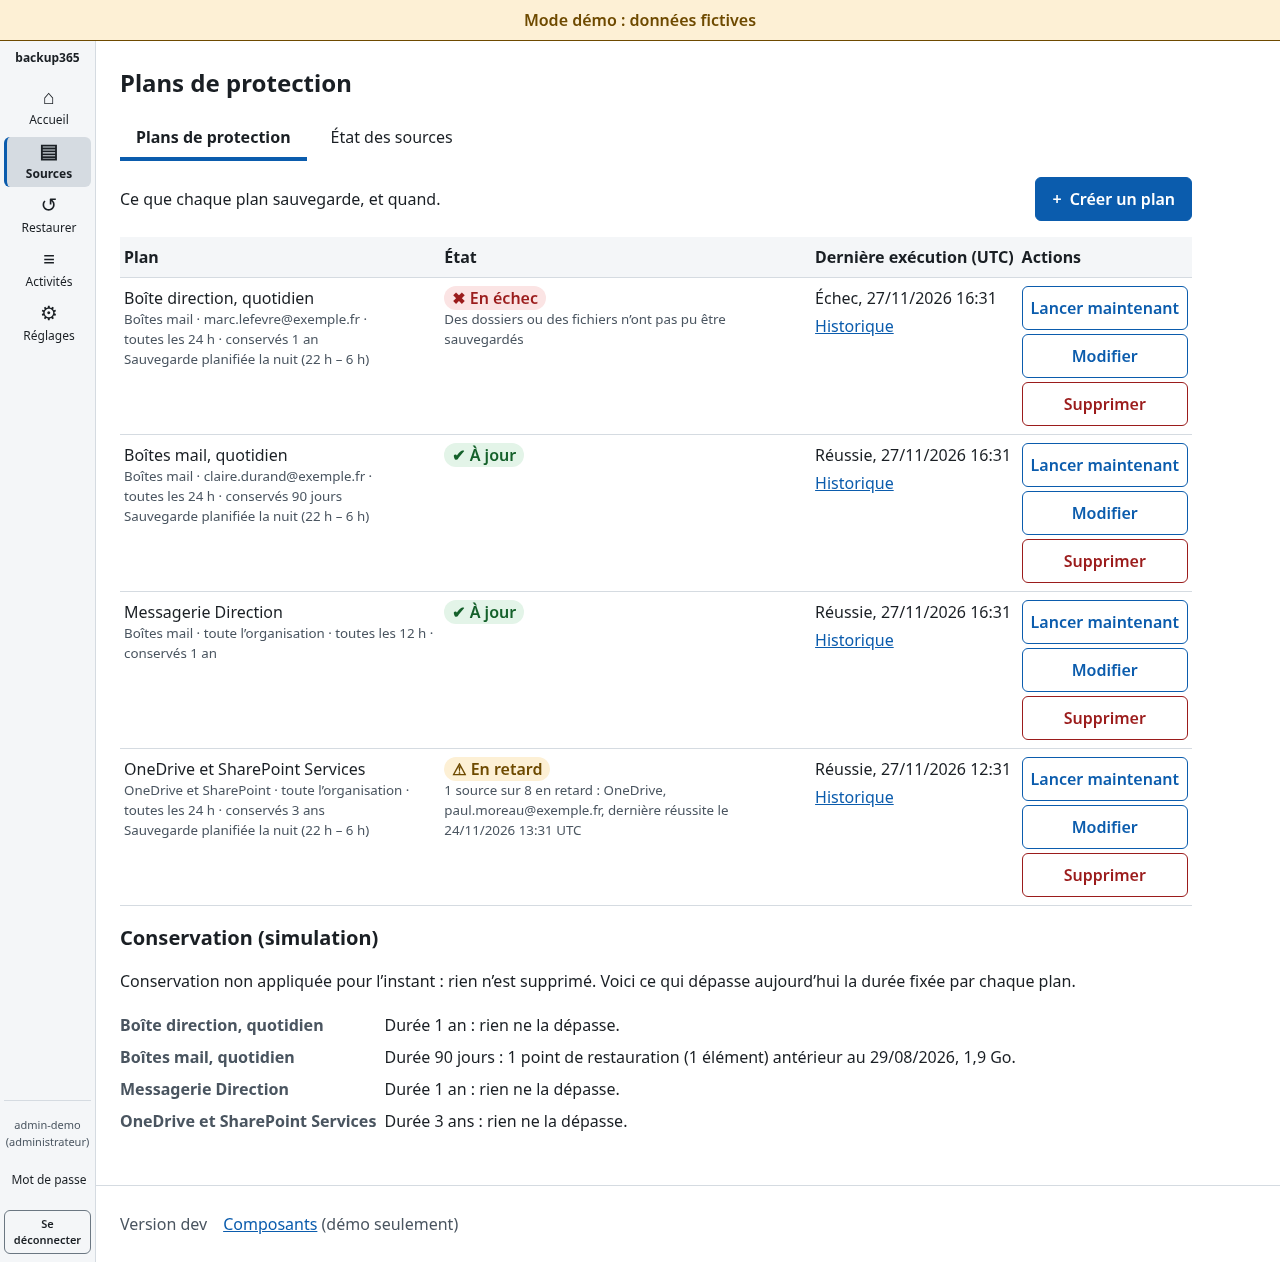 Mode démo : données fictives
backup365
Accueil
Sources
Restaurer
Activités
Réglages
admin-demo
(administrateur)
Mot de passe
Se
déconnecter
Plans de protection
Plans de protection
État des sources
Ce que chaque plan sauvegarde, et quand.
+ Créer un plan
Plan État Dernière exécution (UTC) Actions
Boîte direction, quotidien
Boîtes mail · marc.lefevre@exemple.fr ·
toutes les 24 h · conservés 1 an
Sauvegarde planifiée la nuit (22 h – 6 h)
✖ En échec
Des dossiers ou des fichiers n’ont pas pu être
sauvegardés
Échec, 27/11/2026 16:31
Historique
Lancer maintenant
Modifier
Supprimer
Boîtes mail, quotidien
Boîtes mail · claire.durand@exemple.fr ·
toutes les 24 h · conservés 90 jours
Sauvegarde planifiée la nuit (22 h – 6 h)
✔ À jour
Réussie, 27/11/2026 16:31
Historique
Lancer maintenant
Modifier
Supprimer
Messagerie Direction
Boîtes mail · toute l’organisation · toutes les 12 h ·
conservés 1 an
✔ À jour
Réussie, 27/11/2026 16:31
Historique
Lancer maintenant
Modifier
Supprimer
OneDrive et SharePoint Services
OneDrive et SharePoint · toute l’organisation ·
toutes les 24 h · conservés 3 ans
Sauvegarde planifiée la nuit (22 h – 6 h)
⚠ En retard
1 source sur 8 en retard : OneDrive,
paul.moreau@exemple.fr, dernière réussite le
24/11/2026 13:31 UTC
Réussie, 27/11/2026 12:31
Historique
Lancer maintenant
Modifier
Supprimer
Conservation (simulation)
Conservation non appliquée pour l’instant : rien n’est supprimé. Voici ce qui dépasse aujourd’hui la durée fixée par chaque plan.
Boîte direction, quotidien Durée 1 an : rien ne la dépasse.
Boîtes mail, quotidien Durée 90 jours : 1 point de restauration (1 élément) antérieur au 29/08/2026, 1,9 Go.
Messagerie Direction Durée 1 an : rien ne la dépasse.
OneDrive et SharePoint Services Durée 3 ans : rien ne la dépasse.
Version dev Composants (démo seulement)